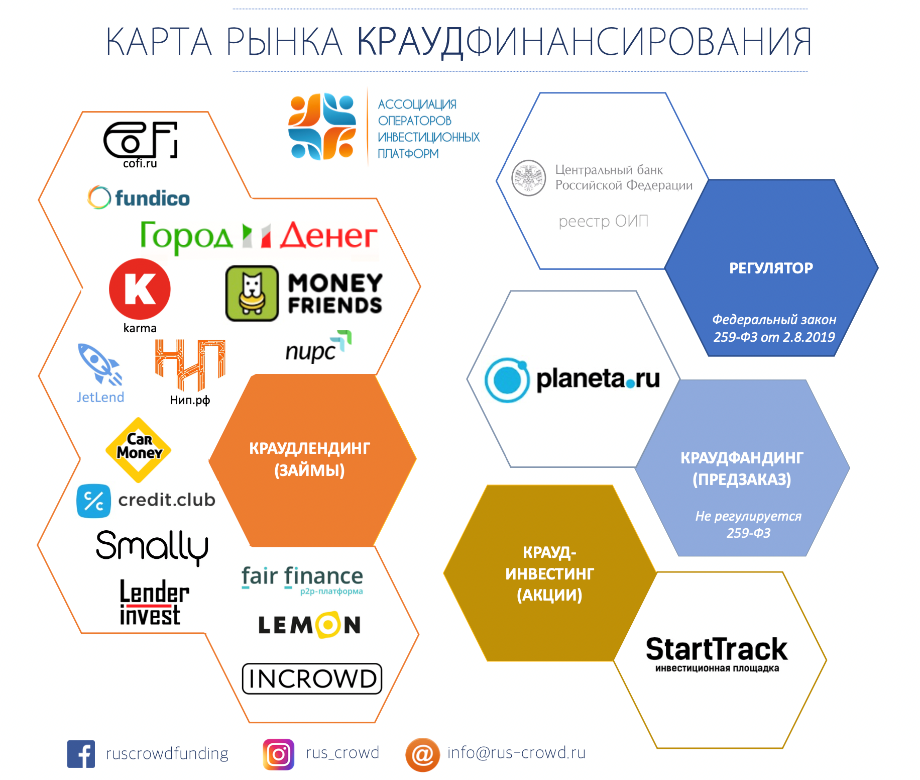 КАРТА РЫНКА КРАУДФИНАНСИРОВАНИЯ
АССОЦИАЦИЯ
ОПЕРАТОРОВ
ИНВЕСТИЦИОННЫХ
ПЛАТФОРМ
CoFi
cofi.ru
fundico
Город Денег
K
karma
MONEY
FRIENDS
пирс
JetLend
НИП
Нип.рф
CAR
MONEY
c/c credit.club
Smally
Lender
invest
КРАУДЛЕНДИНГ
(ЗАЙМЫ)
fair finance
p2p-платформа
LEMON
INCROWD
Центральный банк
Российской Федерации
реестр ОИП
РЕГУЛЯТОР
Федеральный закон
259-ФЗ от 2.8.2019
planeta.ru
КРАУДФАНДИНГ
(ПРЕДЗАКАЗ)
Не регулируется
259-ФЗ
КРАУД-
ИНВЕСТИНГ
(АКЦИИ)
StartTrack
инвестиционная площадка
f ruscrowdfunding
rus_crowd
@ info@rus-crowd.ru